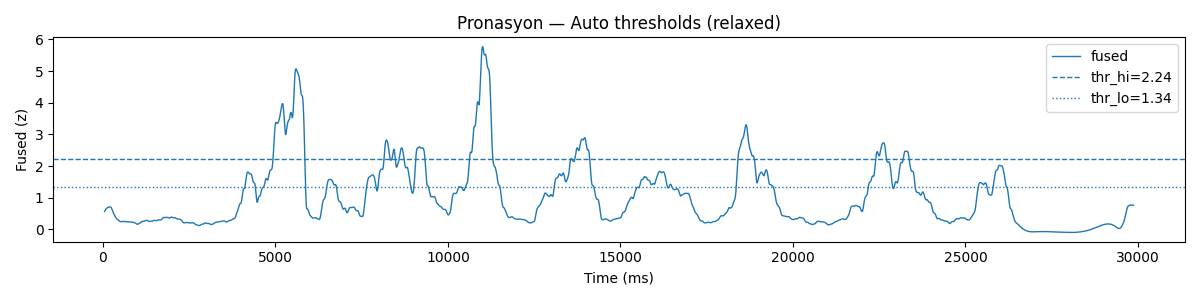 Pronasyon — Auto thresholds (relaxed)
fused
thr_hi=2.24
thr_lo=1.34
Fused (z)
6
5
4
3
2
1
0
0 5000 10000 15000 20000 25000 30000
Time (ms)